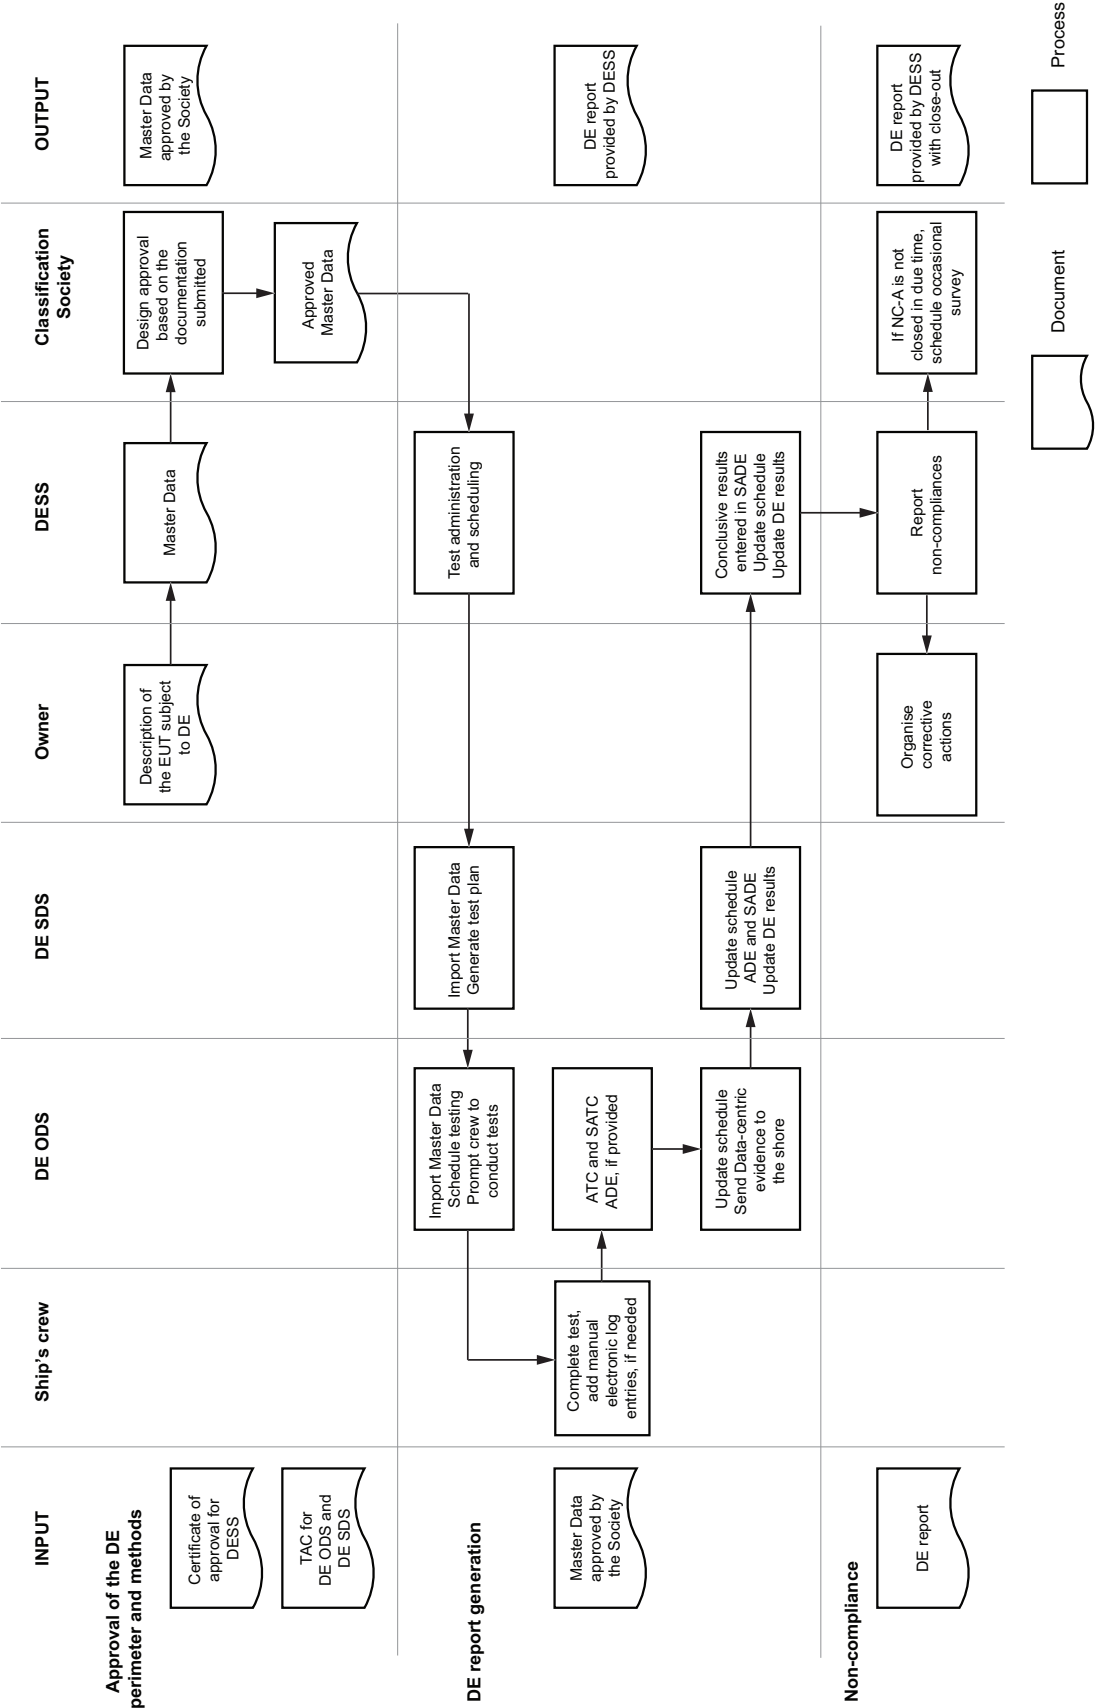 INPUT
Ship's crew
DE ODS
DE SDS
Owner
DESS
Classification
Society
OUTPUT
Approval of the DE
perimeter and methods
Certificate of
approval for
DESS
TAC for
DE ODS and
DE SDS
Description of
the EUT subject
to DE
Master Data
Design approval
based on the
documentation
submitted
Approved
Master Data
Master Data
approved by
the Society
DE report generation
Master Data
approved by
the Society
Complete test,
add manual
electronic log
entries, if needed
Import Master Data
Schedule testing
Prompt crew to
conduct tests
ATC and SATC
ADE, if provided
Update schedule
Send Data-centric
evidence to
the shore
Import Master Data
Generate test plan
Update schedule
ADE and SADE
Update DE results
Test administration
and scheduling
Conclusive results
entered in SADE
Update schedule
Update DE results
DE report
provided by DESS
Non-compliance
DE report
Organise
corrective
actions
Report
non-compliances
If NC-A is not
closed in due time,
schedule occasional
survey
DE report
provided by DESS
with close-out
Document
Process